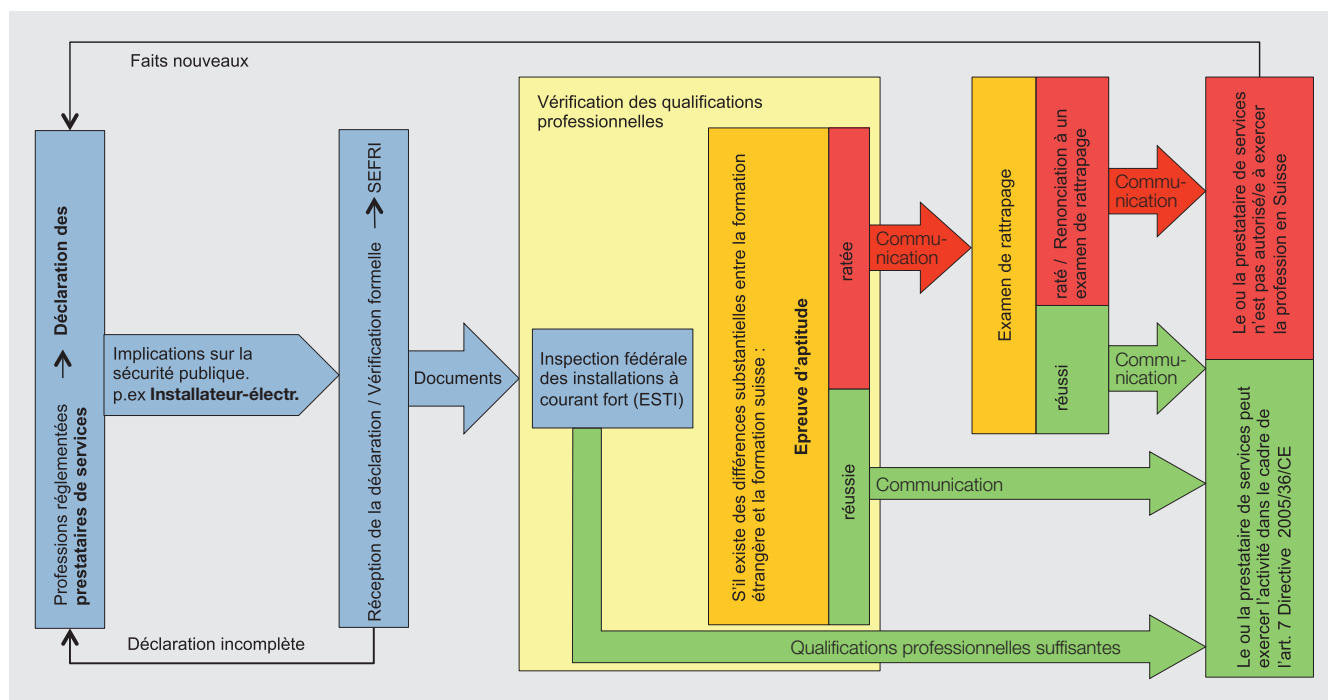 Faits nouveaux
Professions réglementées → Déclaration des
prestataires de services
Déclaration incomplète
Implications sur la
sécurité publique.
p.ex Installateur-électr.
Réception de la déclaration / Vérification formelle → SEFRI
Documents
Vérification des qualifications
professionnelles
Inspection fédérale
des installations à
courant fort (ESTI)
S'il existe des différences substantielles entre la formation
étrangère et la formation suisse :
Epreuve d'aptitude
ratée
réussie
Commu-
nication
Examen de rattrapage
raté / Renonciation à un
examen de rattrapage
réussi
Commu-
nication
Commu-
nication
Communication
Qualifications professionnelles suffisantes
Le ou la prestataire de services
n'est pas autorisé/e à exercer
la profession en Suisse
Le ou la prestataire de services peut
exercer l'activité dans le cadre de
l'art. 7 Directive 2005/36/CE